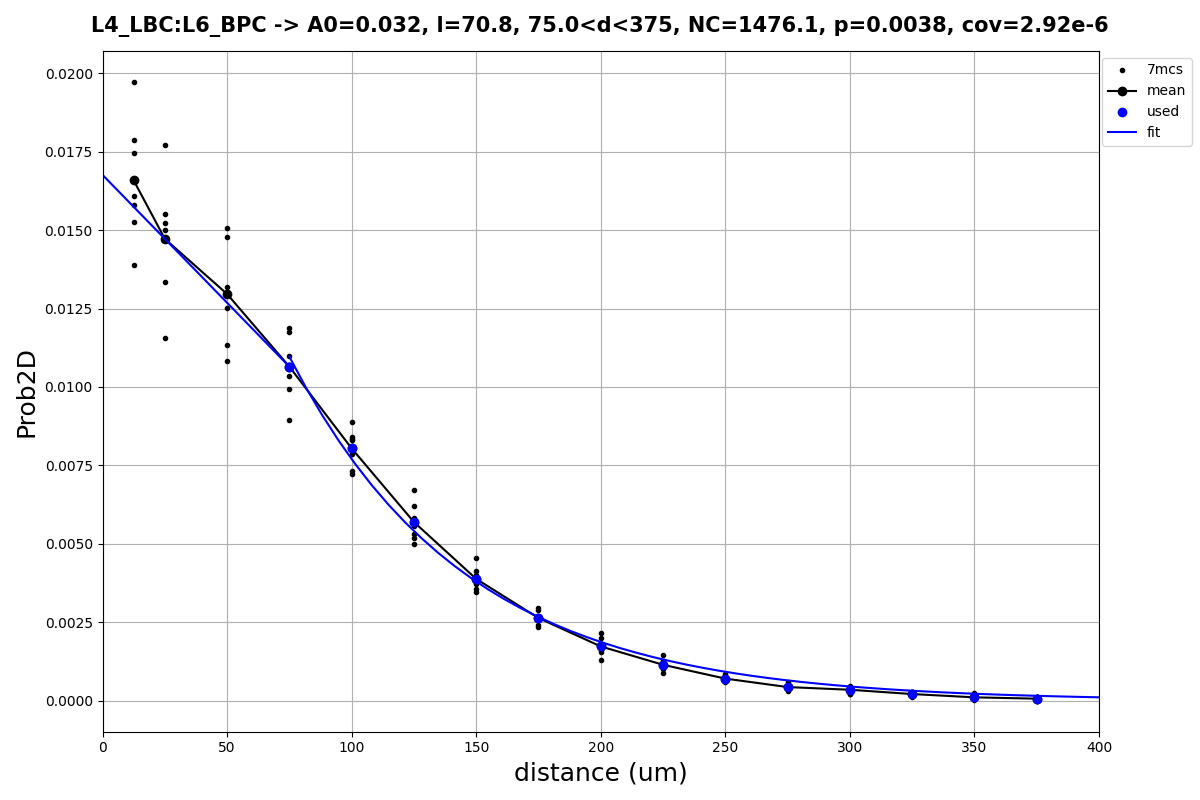 L4_LBC:L6_BPC -> A0=0.032, l=70.8, 75.0<d<375, NC=1476.1, p=0.0038, cov=2.92e-6
7mcs
mean
used
fit
Prob2D
0.0200
0.0175
0.0150
0.0125
0.0100
0.0075
0.0050
0.0025
0.0000
0 50 100 150 200 250 300 350 400
distance (um)